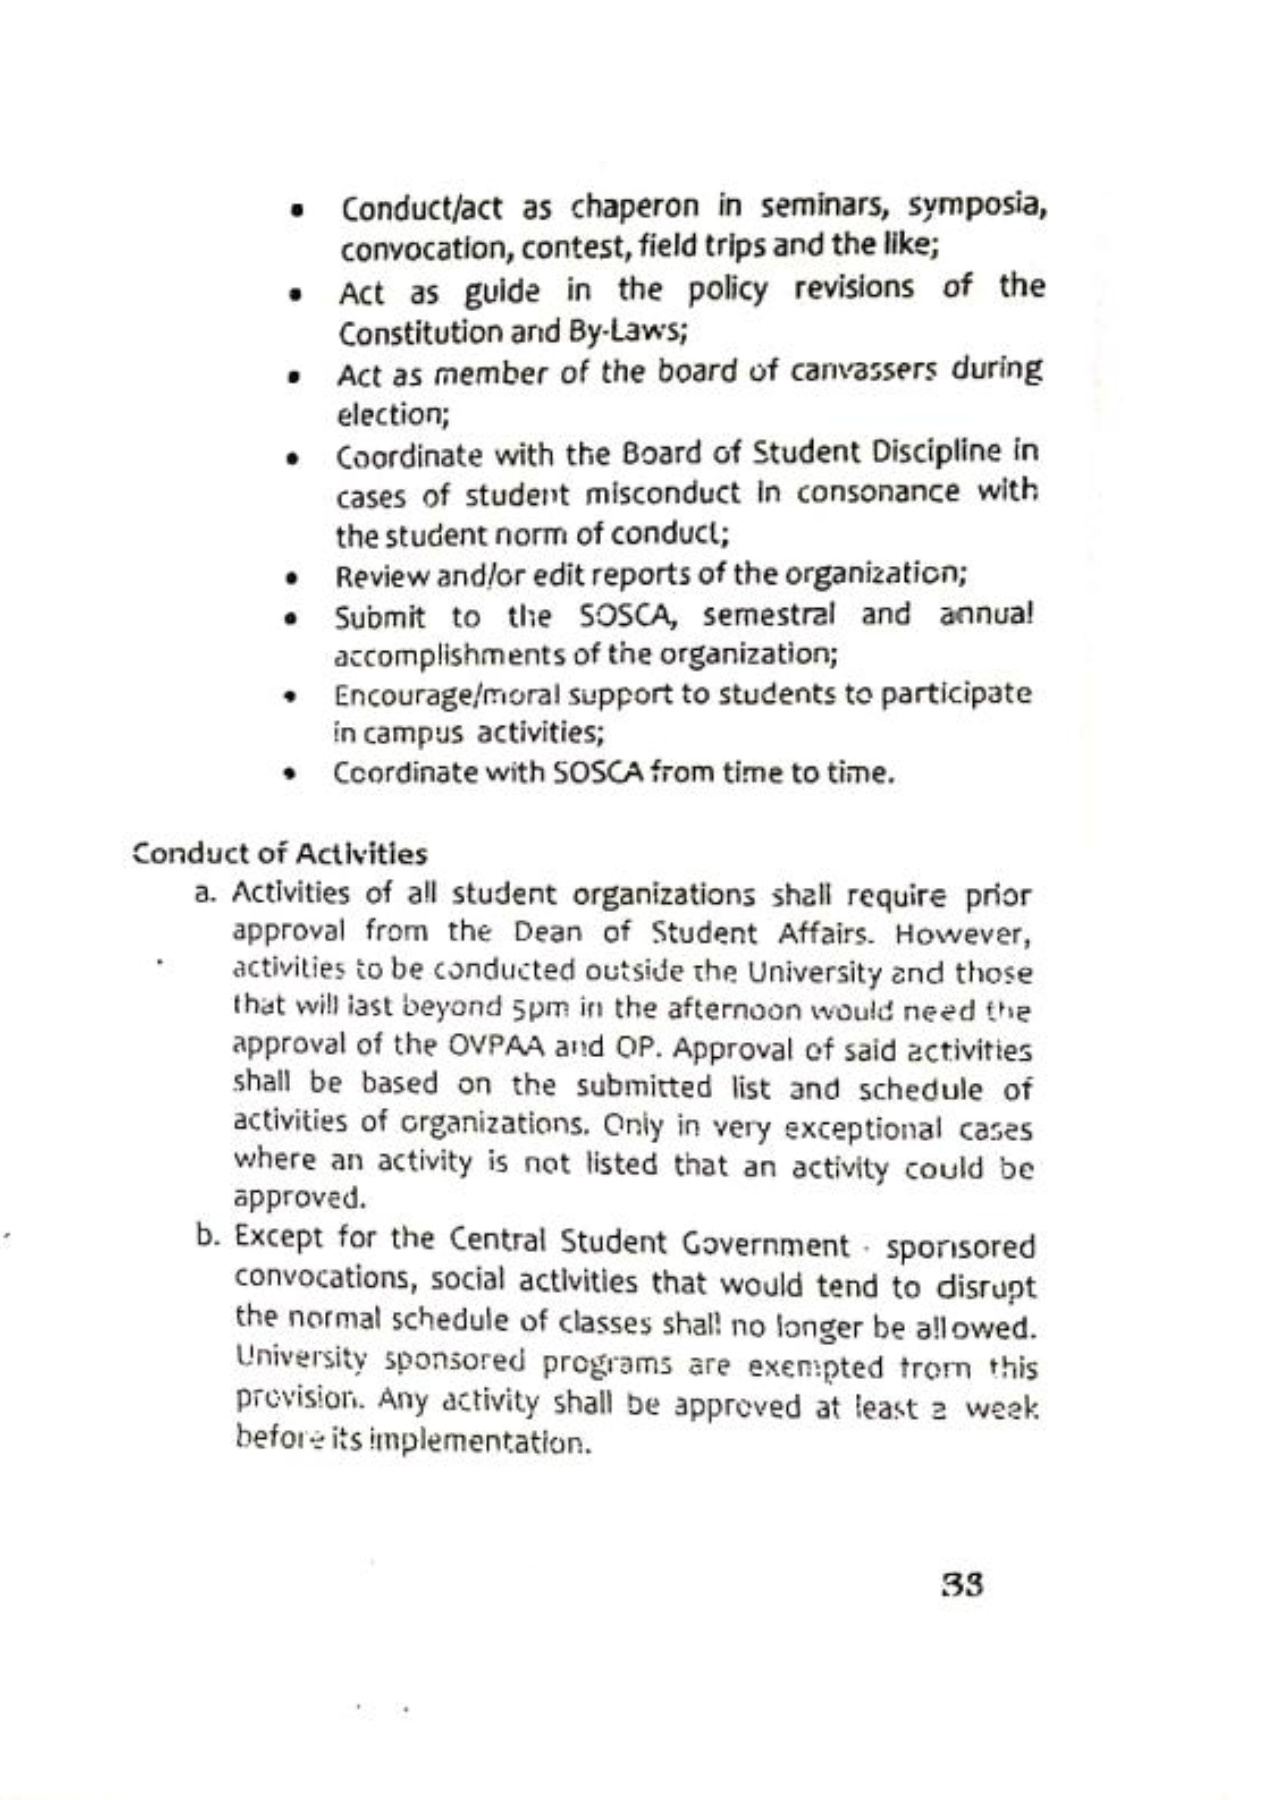 • Conduct/act as chaperon in seminars, symposia,
convocation, contest, field trips and the like;
• Act as guide in the policy revisions of the
Constitution and By-Laws;
• Act as member of the board of canvassers during
election;
• Coordinate with the Board of Student Discipline in
cases of student misconduct in consonance with
the student norm of conduct;
• Review and/or edit reports of the organization;
• Submit to the SOSCA, semestral and annual
accomplishments of the organization;
• Encourage/moral support to students to participate
in campus activities;
• Coordinate with SOSCA from time to time.
Conduct of Activities
a. Activities of all student organizations shall require prior
approval from the Dean of Student Affairs. However,
activities to be conducted outside the University and those
that will last beyond 5pm in the afternoon would need the
approval of the OVPAA and OP. Approval of said activities
shall be based on the submitted list and schedule of
activities of organizations. Only in very exceptional cases
where an activity is not listed that an activity could be
approved.
b. Except for the Central Student Government - sponsored
convocations, social activities that would tend to disrupt
the normal schedule of classes shall no longer be allowed.
University sponsored programs are exempted from this
provision. Any activity shall be approved at least a week
before its implementation.
33